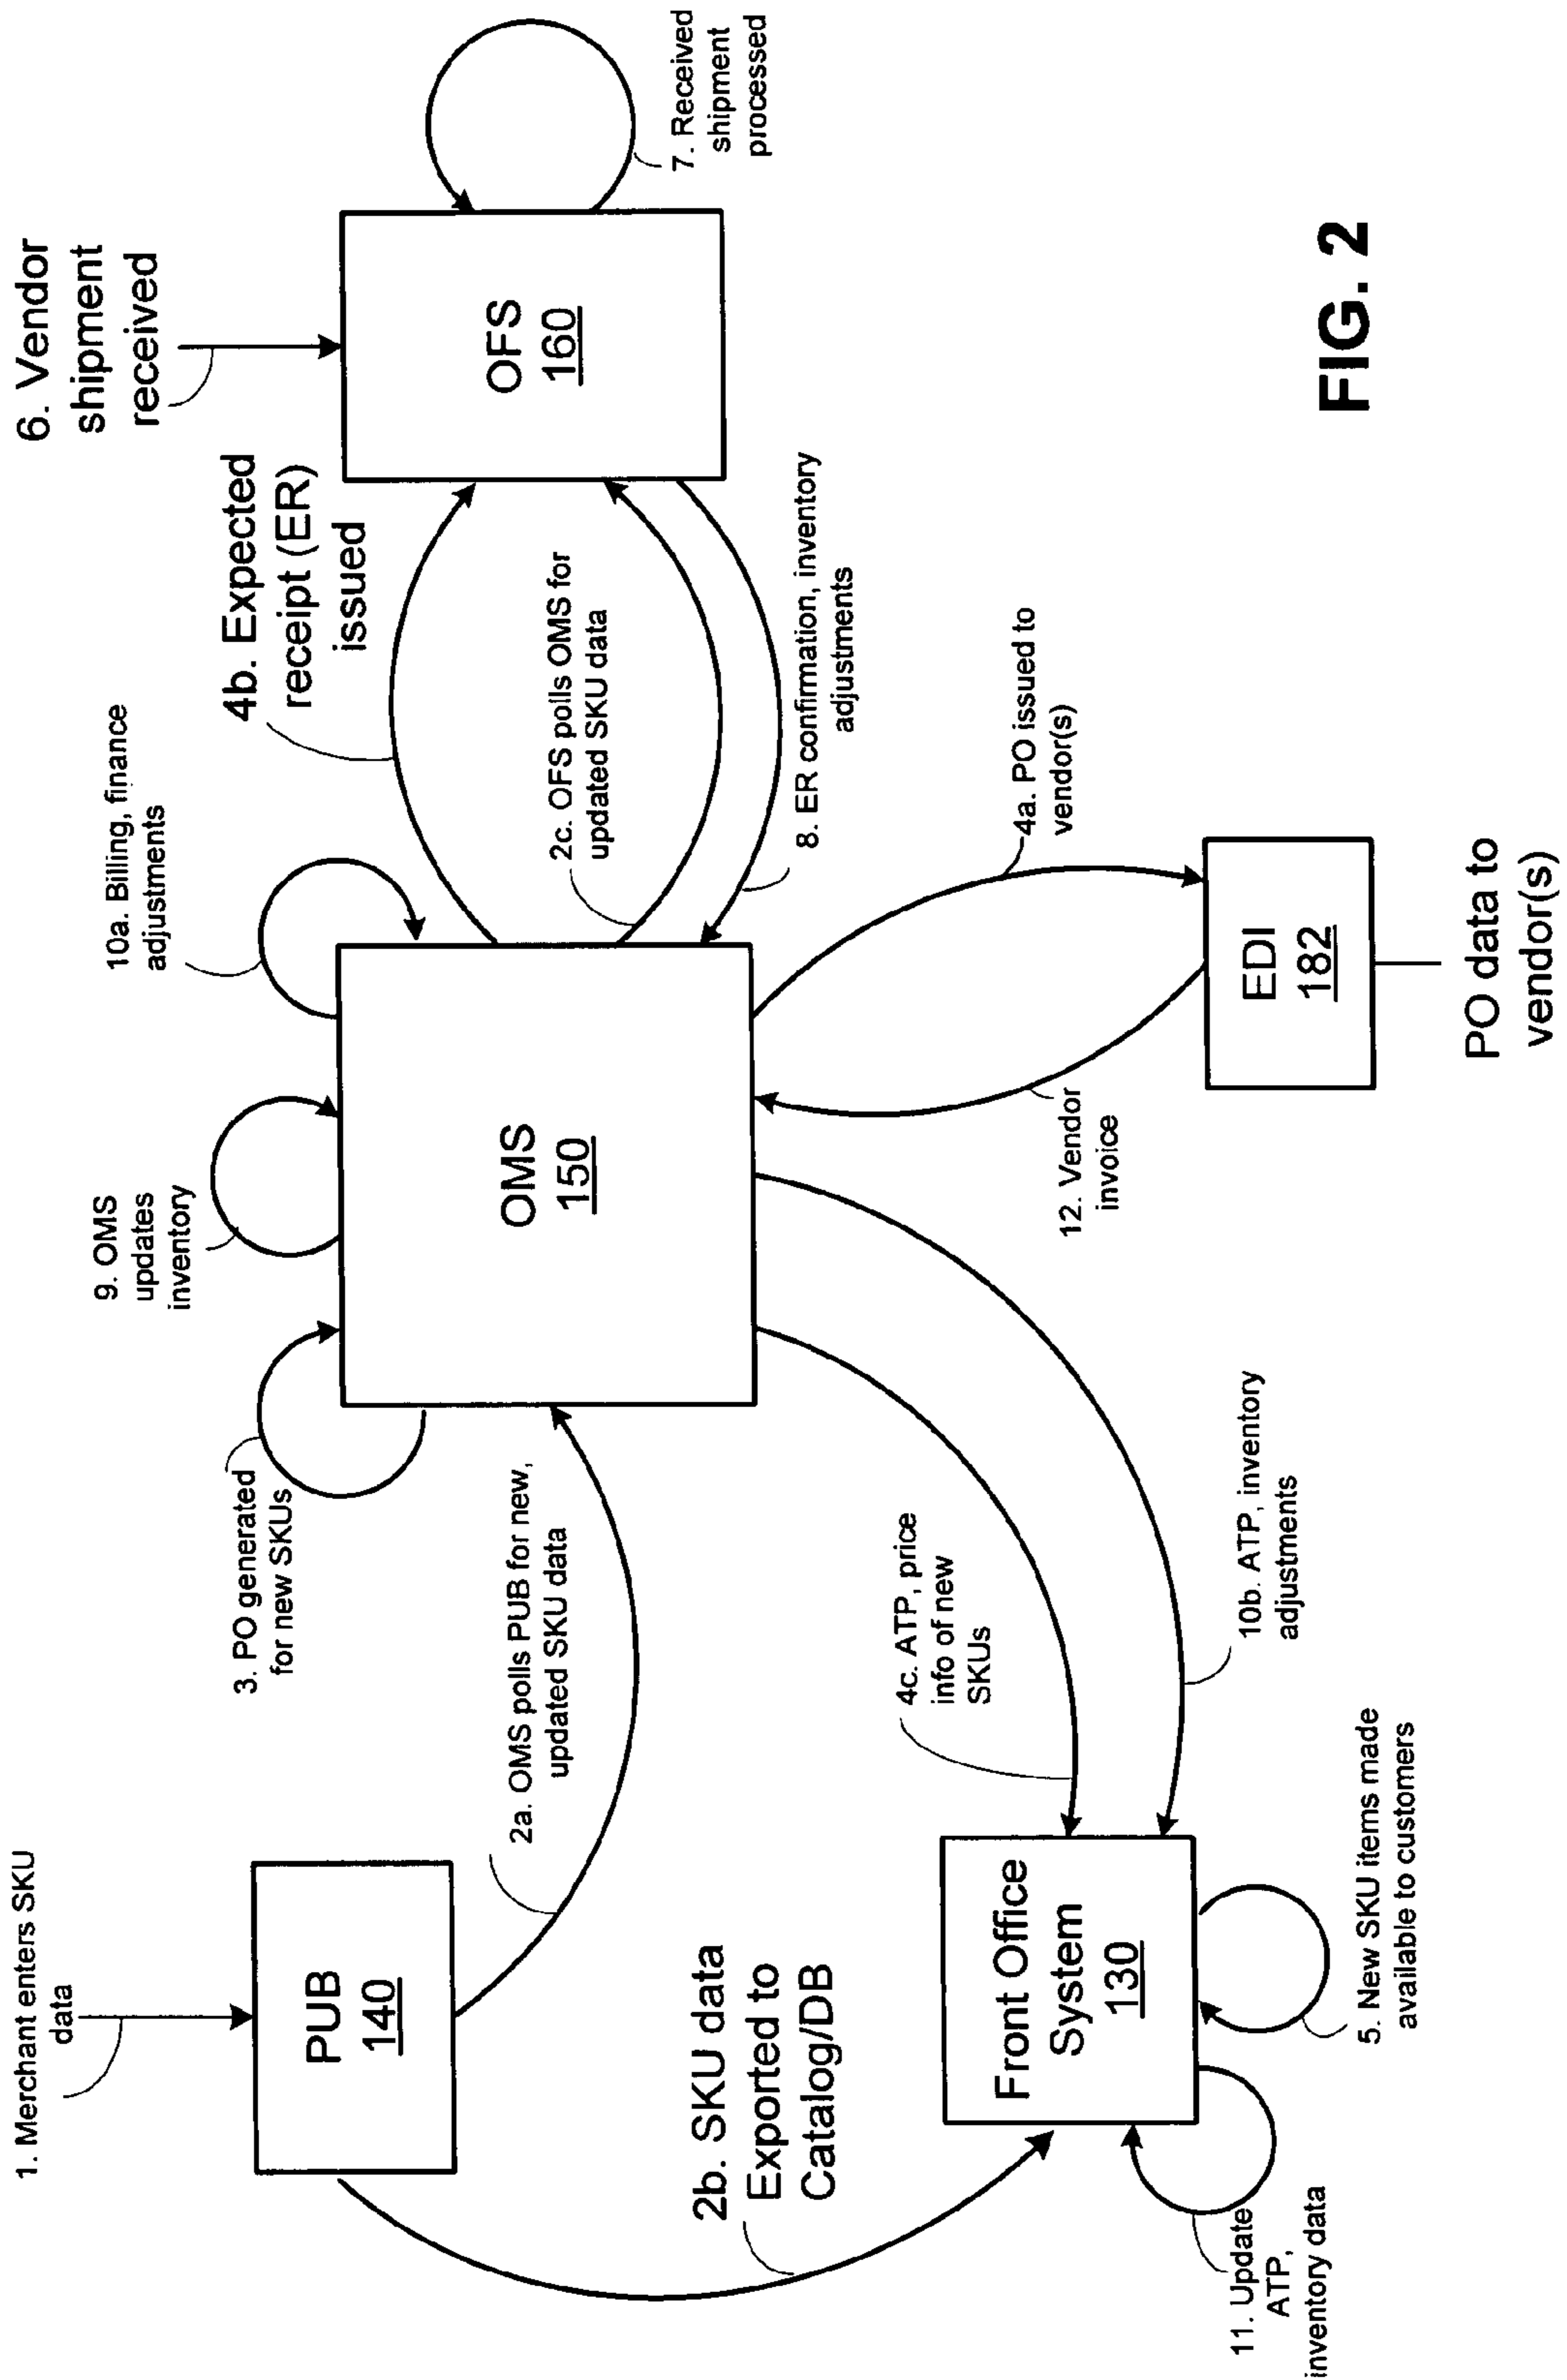 1. Merchant enters SKU
data
PUB
140
2a. OMS polls PUB for new,
updated SKU data
2b. SKU data
Exported to
Catalog/DB
3. PO generated
for new SKUs
9. OMS
updates
inventory
10a. Billing, finance
adjustments
OMS
150
4b. Expected
receipt (ER)
issued
2c. OFS polls OMS for
updated SKU data
8. ER confirmation, inventory
adjustments
6. Vendor
shipment
received
OFS
160
7. Received
shipment
processed
4a. PO issued to
vendor(s)
12. Vendor
invoice
EDI
182
PO data to
vendor(s)
4c. ATP, price
info of new
SKUs
10b. ATP, inventory
adjustments
Front Office
System
130
5. New SKU items made
available to customers
11. Update
ATP,
inventory data
FIG. 2